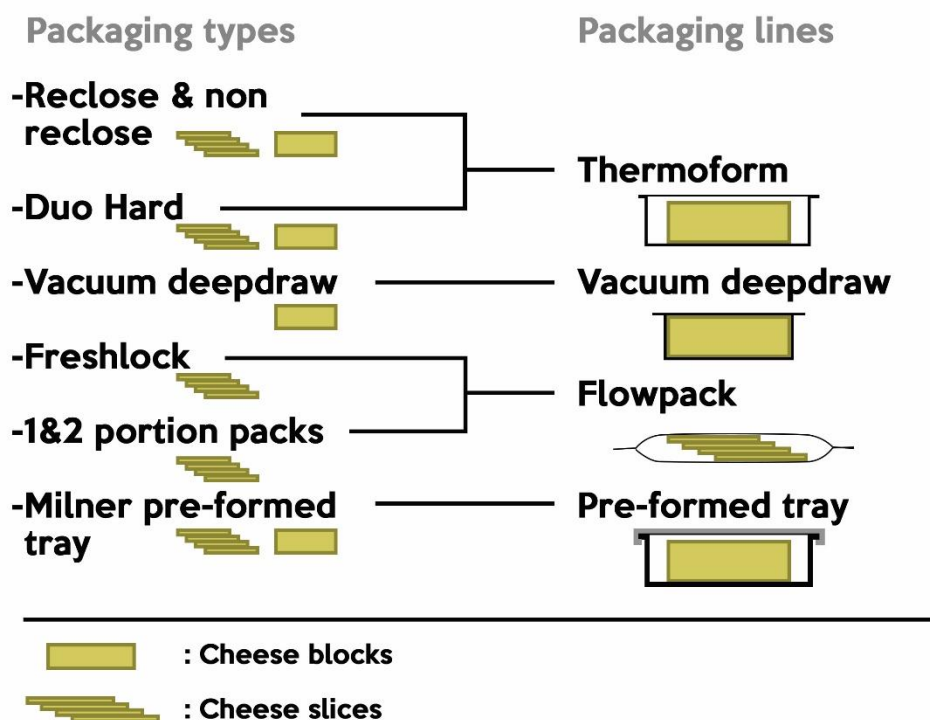 Packaging types
Packaging lines
-Reclose & non
reclose
Thermoform
-Duo Hard
-Vacuum deepdraw
Vacuum deepdraw
-Freshlock
Flowpack
-1&2 portion packs
-Milner pre-formed
tray
Pre-formed tray
: Cheese blocks
: Cheese slices